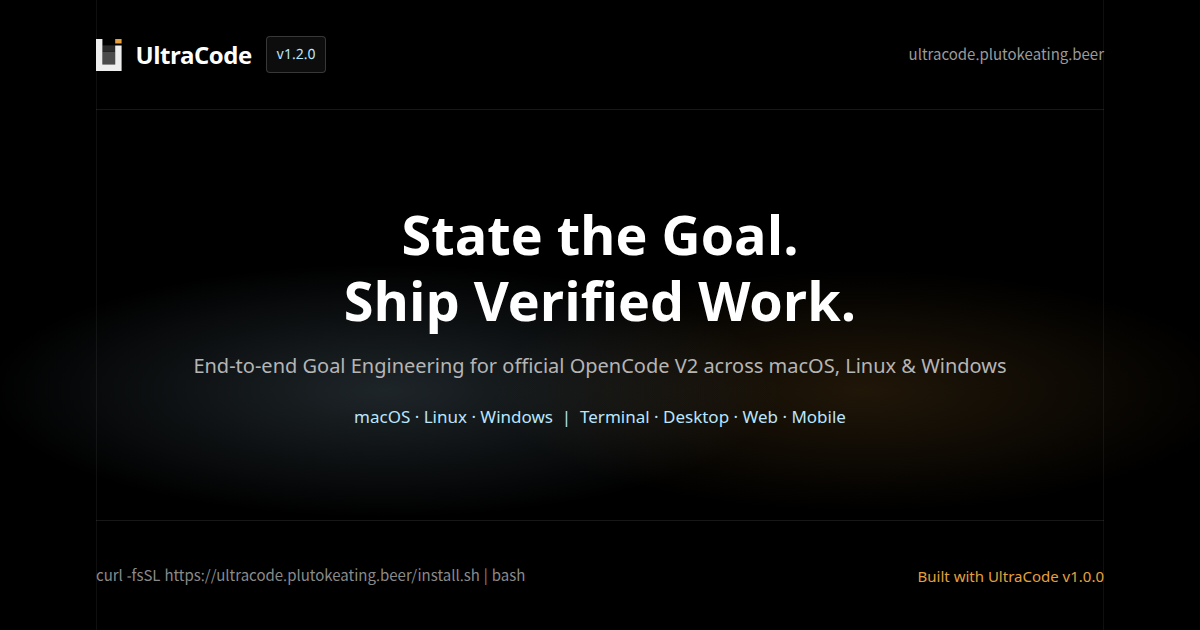 UltraCode v1.2.0
ultracode.plutokeating.beer
State the Goal.
Ship Verified Work.
End-to-end Goal Engineering for official OpenCode V2 across macOS, Linux & Windows
macOS · Linux · Windows | Terminal · Desktop · Web · Mobile
curl -fsSL https://ultracode.plutokeating.beer/install.sh | bash
Built with UltraCode v1.0.0